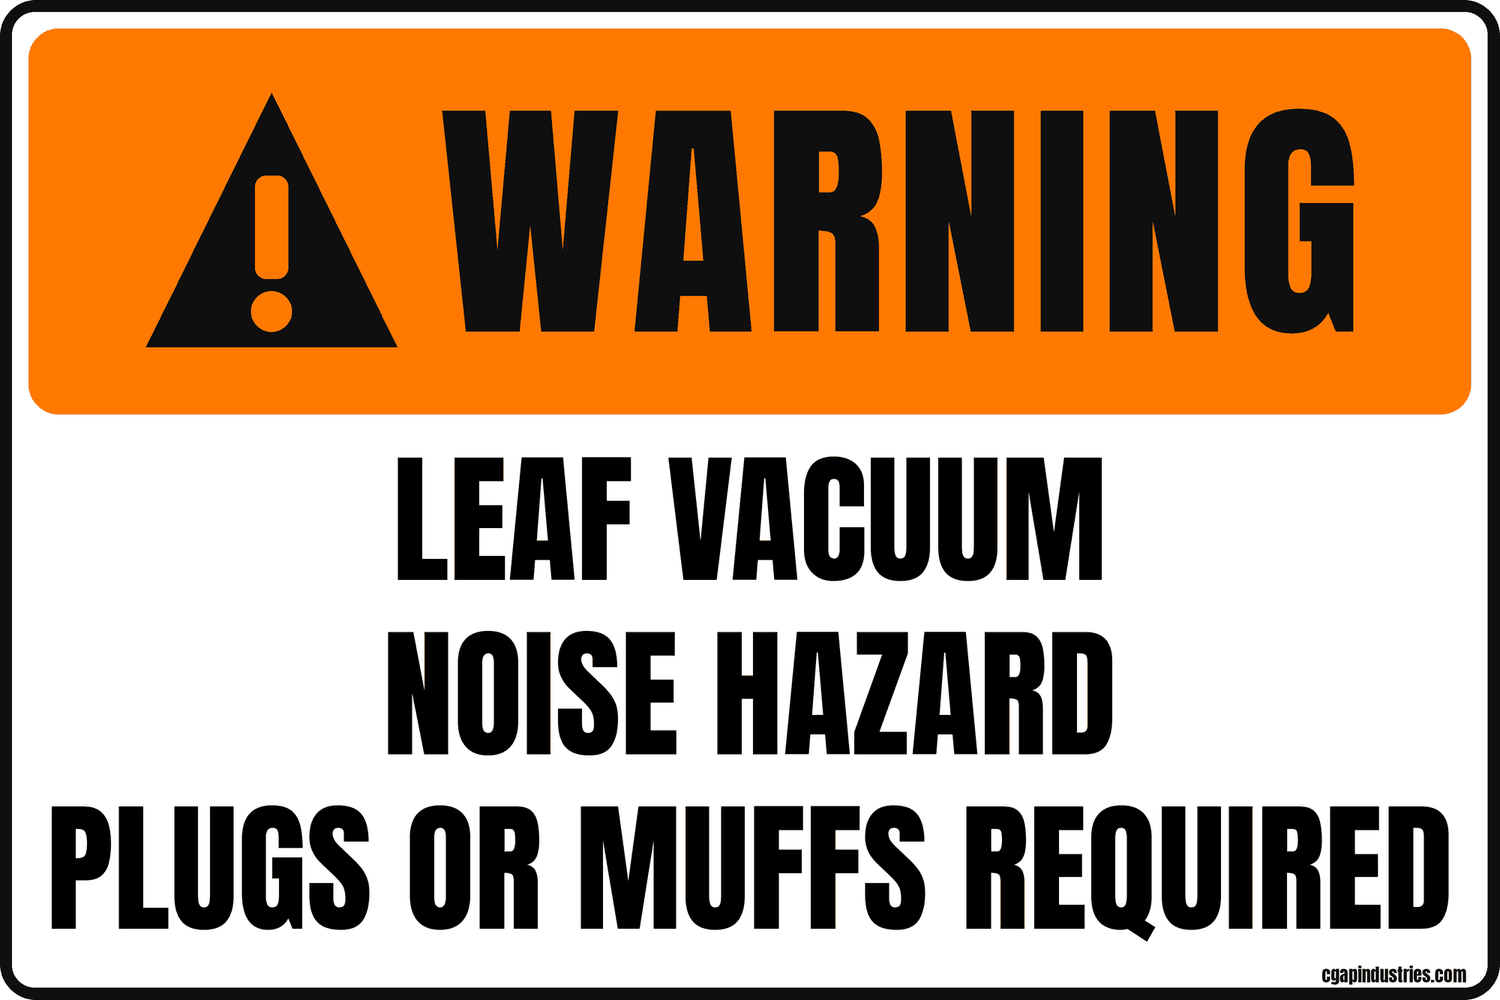 WARNING
LEAF VACUUM
NOISE HAZARD
PLUGS OR MUFFS REQUIRED
cgapindustries.com